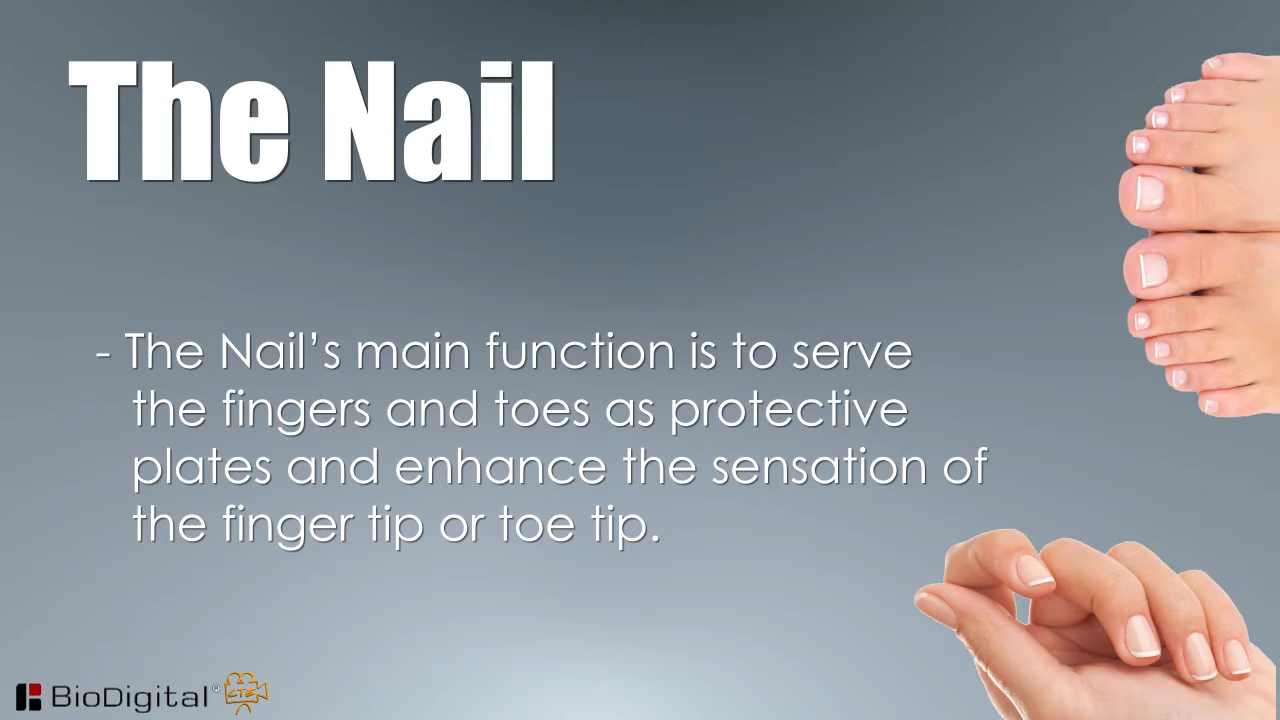 The Nail
- The Nail’s main function is to serve
the fingers and toes as protective
plates and enhance the sensation of
the finger tip or toe tip.
BioDigital®
CTE